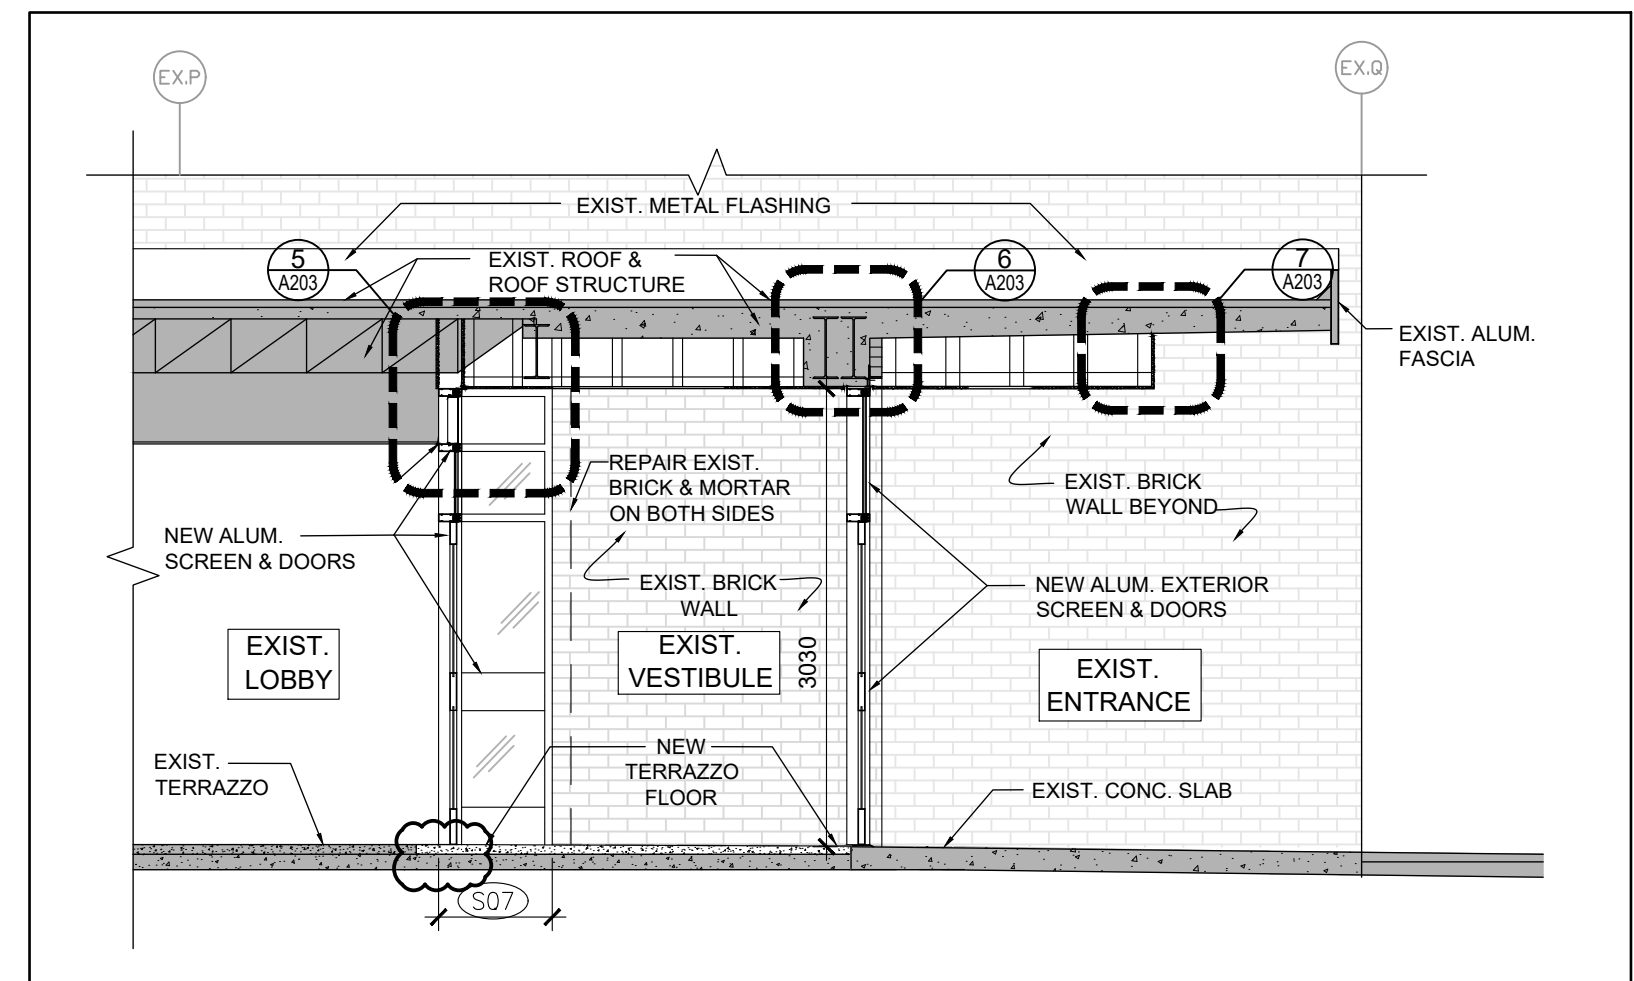 EX.P
EX.Q
EXIST. METAL FLASHING
5
A203
EXIST. ROOF &
ROOF STRUCTURE
6
A203
7
A203
EXIST. ALUM.
FASCIA
REPAIR EXIST.
BRICK & MORTAR
ON BOTH SIDES
EXIST. BRICK
WALL BEYOND
NEW ALUM.
SCREEN & DOORS
EXIST. BRICK
WALL
NEW ALUM. EXTERIOR
SCREEN & DOORS
EXIST.
LOBBY
EXIST.
VESTIBULE
3030
EXIST.
ENTRANCE
EXIST.
TERRAZZO
NEW
TERRAZZO
FLOOR
EXIST. CONC. SLAB
SQ7